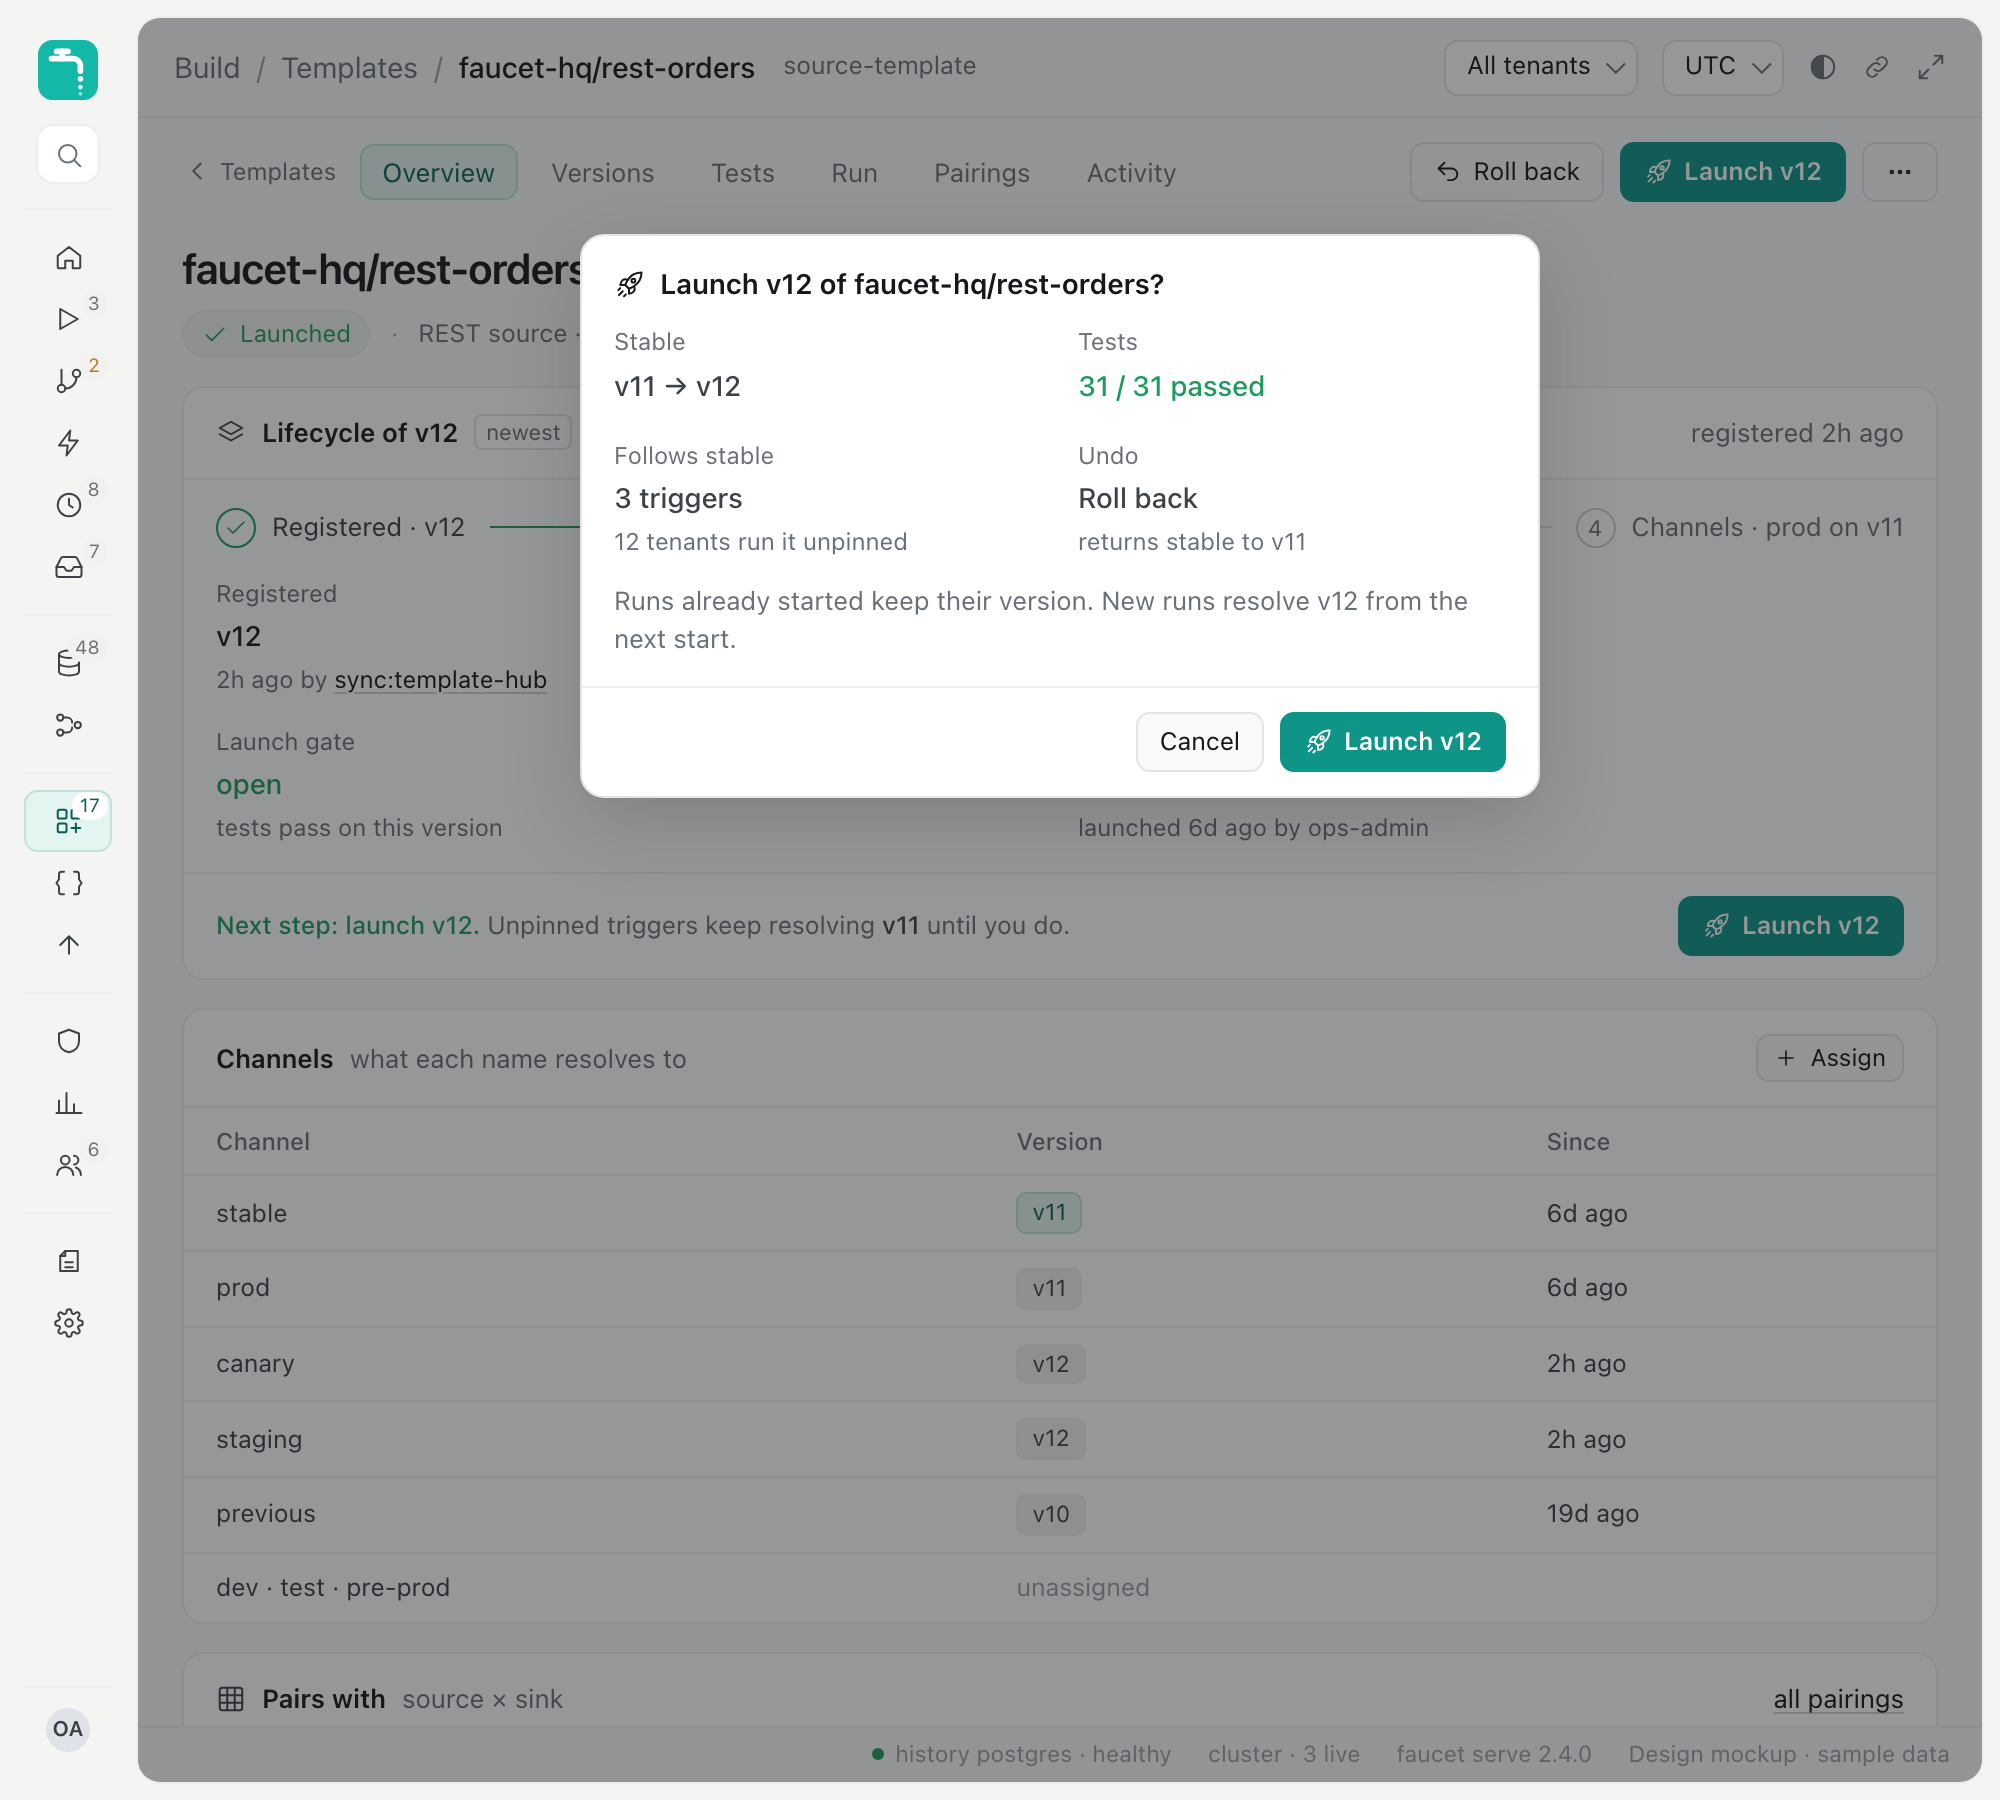 Build / Templates / faucet-hq/rest-orders source-template
All tenants
UTC
Templates
Overview
Versions
Tests
Run
Pairings
Activity
Roll back
Launch v12
faucet-hq/rest-orders
Launched · REST source ·
3
2
8
7
48
17
6
OA
Launch v12 of faucet-hq/rest-orders?
Stable
v11 → v12
Tests
31 / 31 passed
Follows stable
3 triggers
12 tenants run it unpinned
Undo
Roll back
returns stable to v11
Runs already started keep their version. New runs resolve v12 from the
next start.
Cancel
Launch v12
Lifecycle of v12 newest
registered 2h ago
Registered · v12
4 Channels · prod on v11
Registered
v12
2h ago by sync:template-hub
Launch gate
open
tests pass on this version
launched 6d ago by ops-admin
Next step: launch v12. Unpinned triggers keep resolving v11 until you do.
Launch v12
Channels what each name resolves to
Assign
Channel Version Since
stable v11 6d ago
prod v11 6d ago
canary v12 2h ago
staging v12 2h ago
previous v10 19d ago
dev · test · pre-prod unassigned
Pairs with source × sink
all pairings
history postgres · healthy
cluster · 3 live
faucet serve 2.4.0
Design mockup · sample data